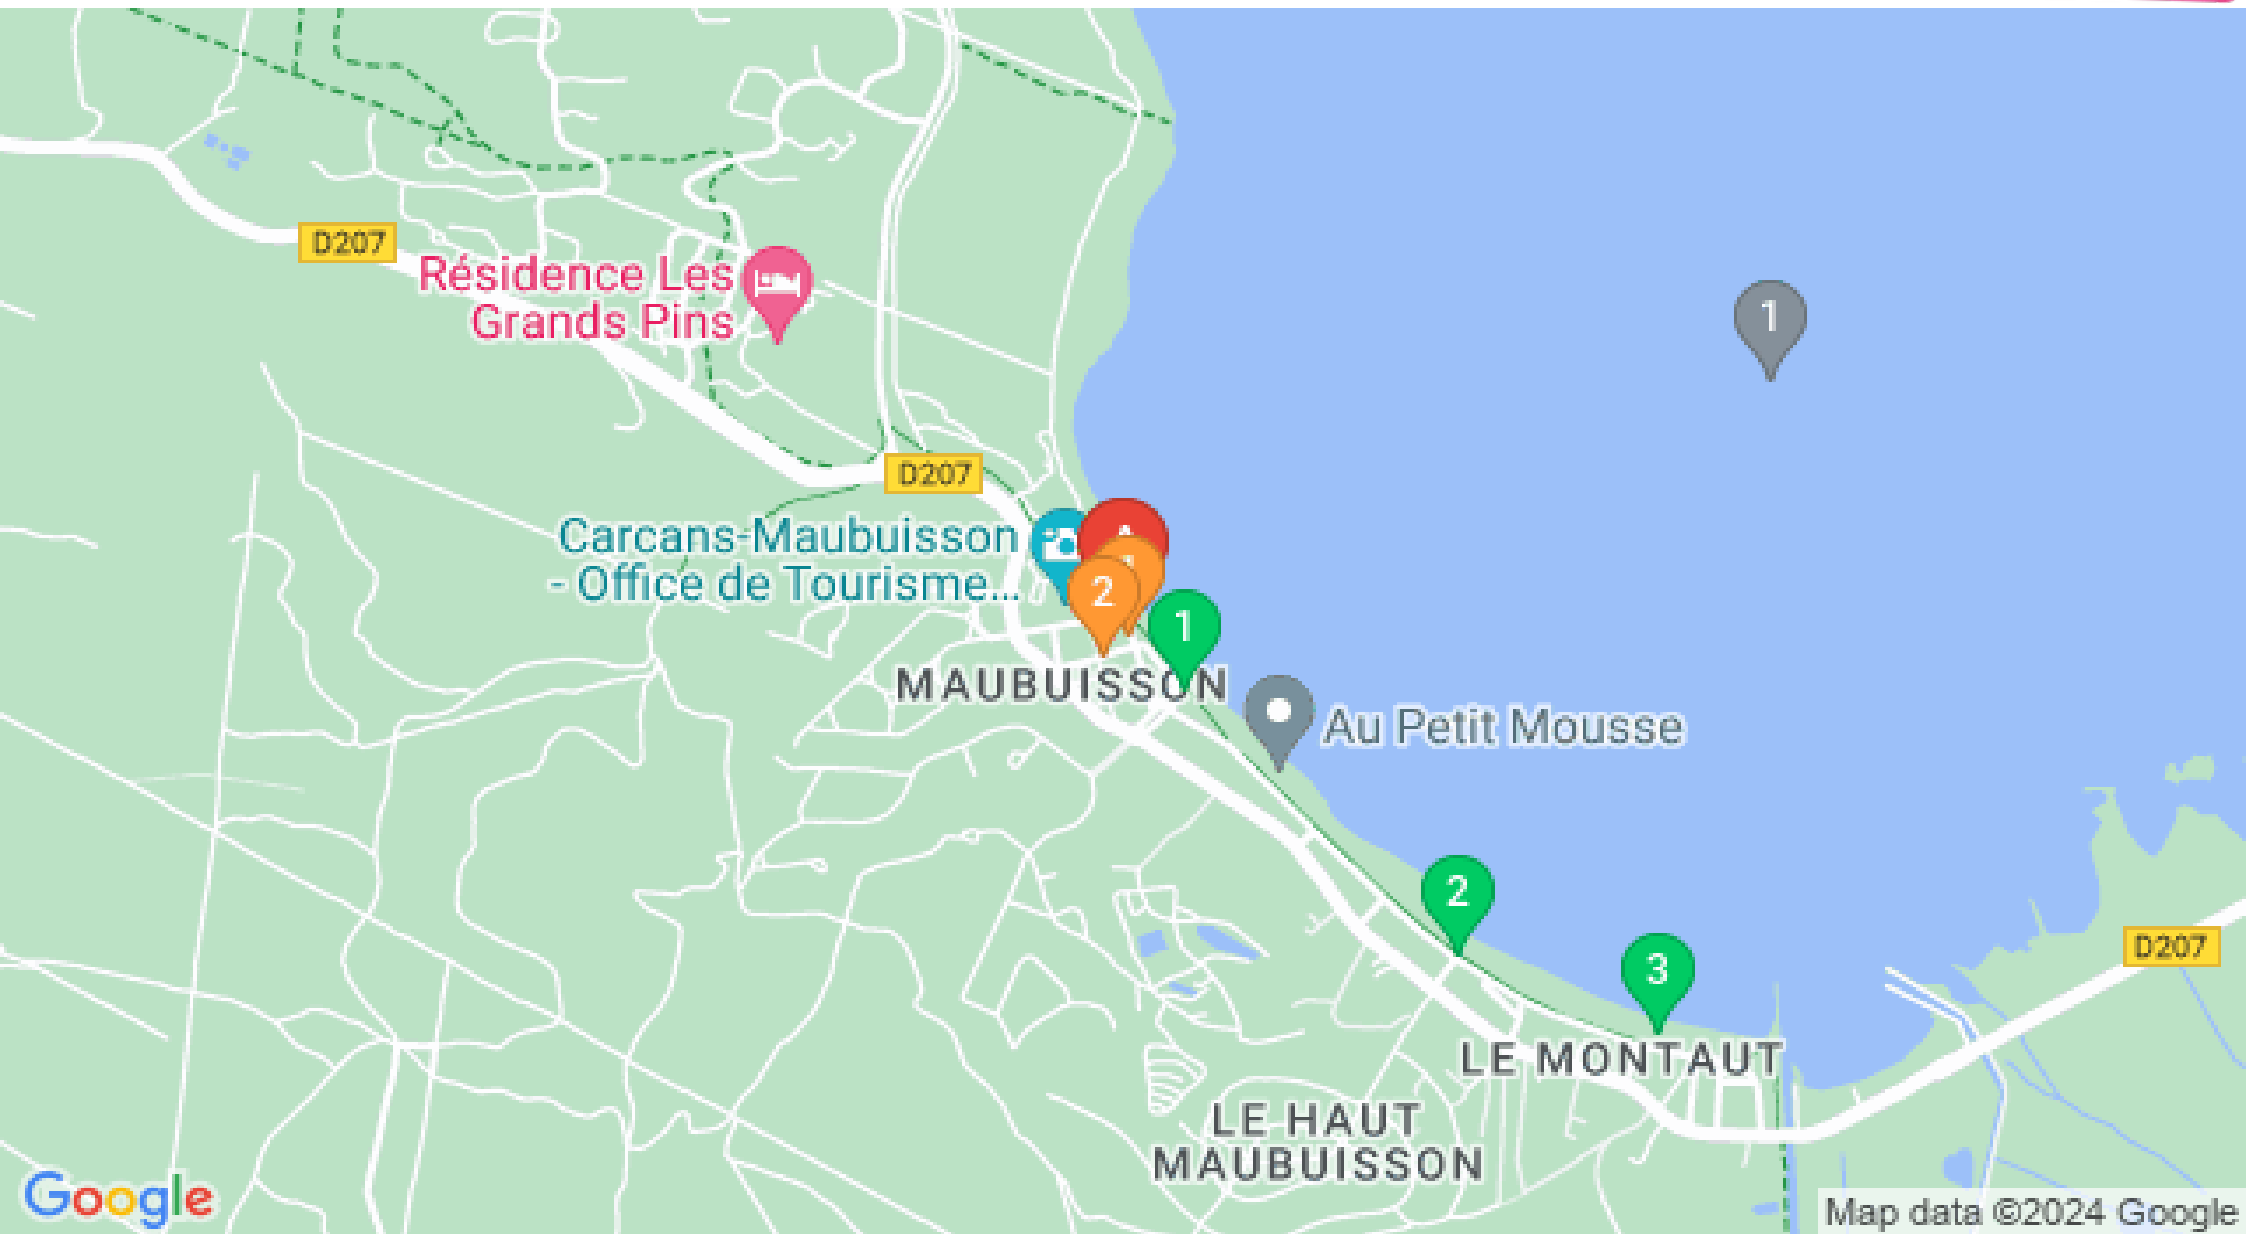 D207
Résidence Les
Grands Pins
1
D207
Carcans-Maubuisson
- Office de Tourisme...
2
1
MAUBUISSON
Au Petit Mousse
2
3
D207
LE MONTAUT
LE HAUT
MAUBUISSON
Google
Map data ©2024 Google